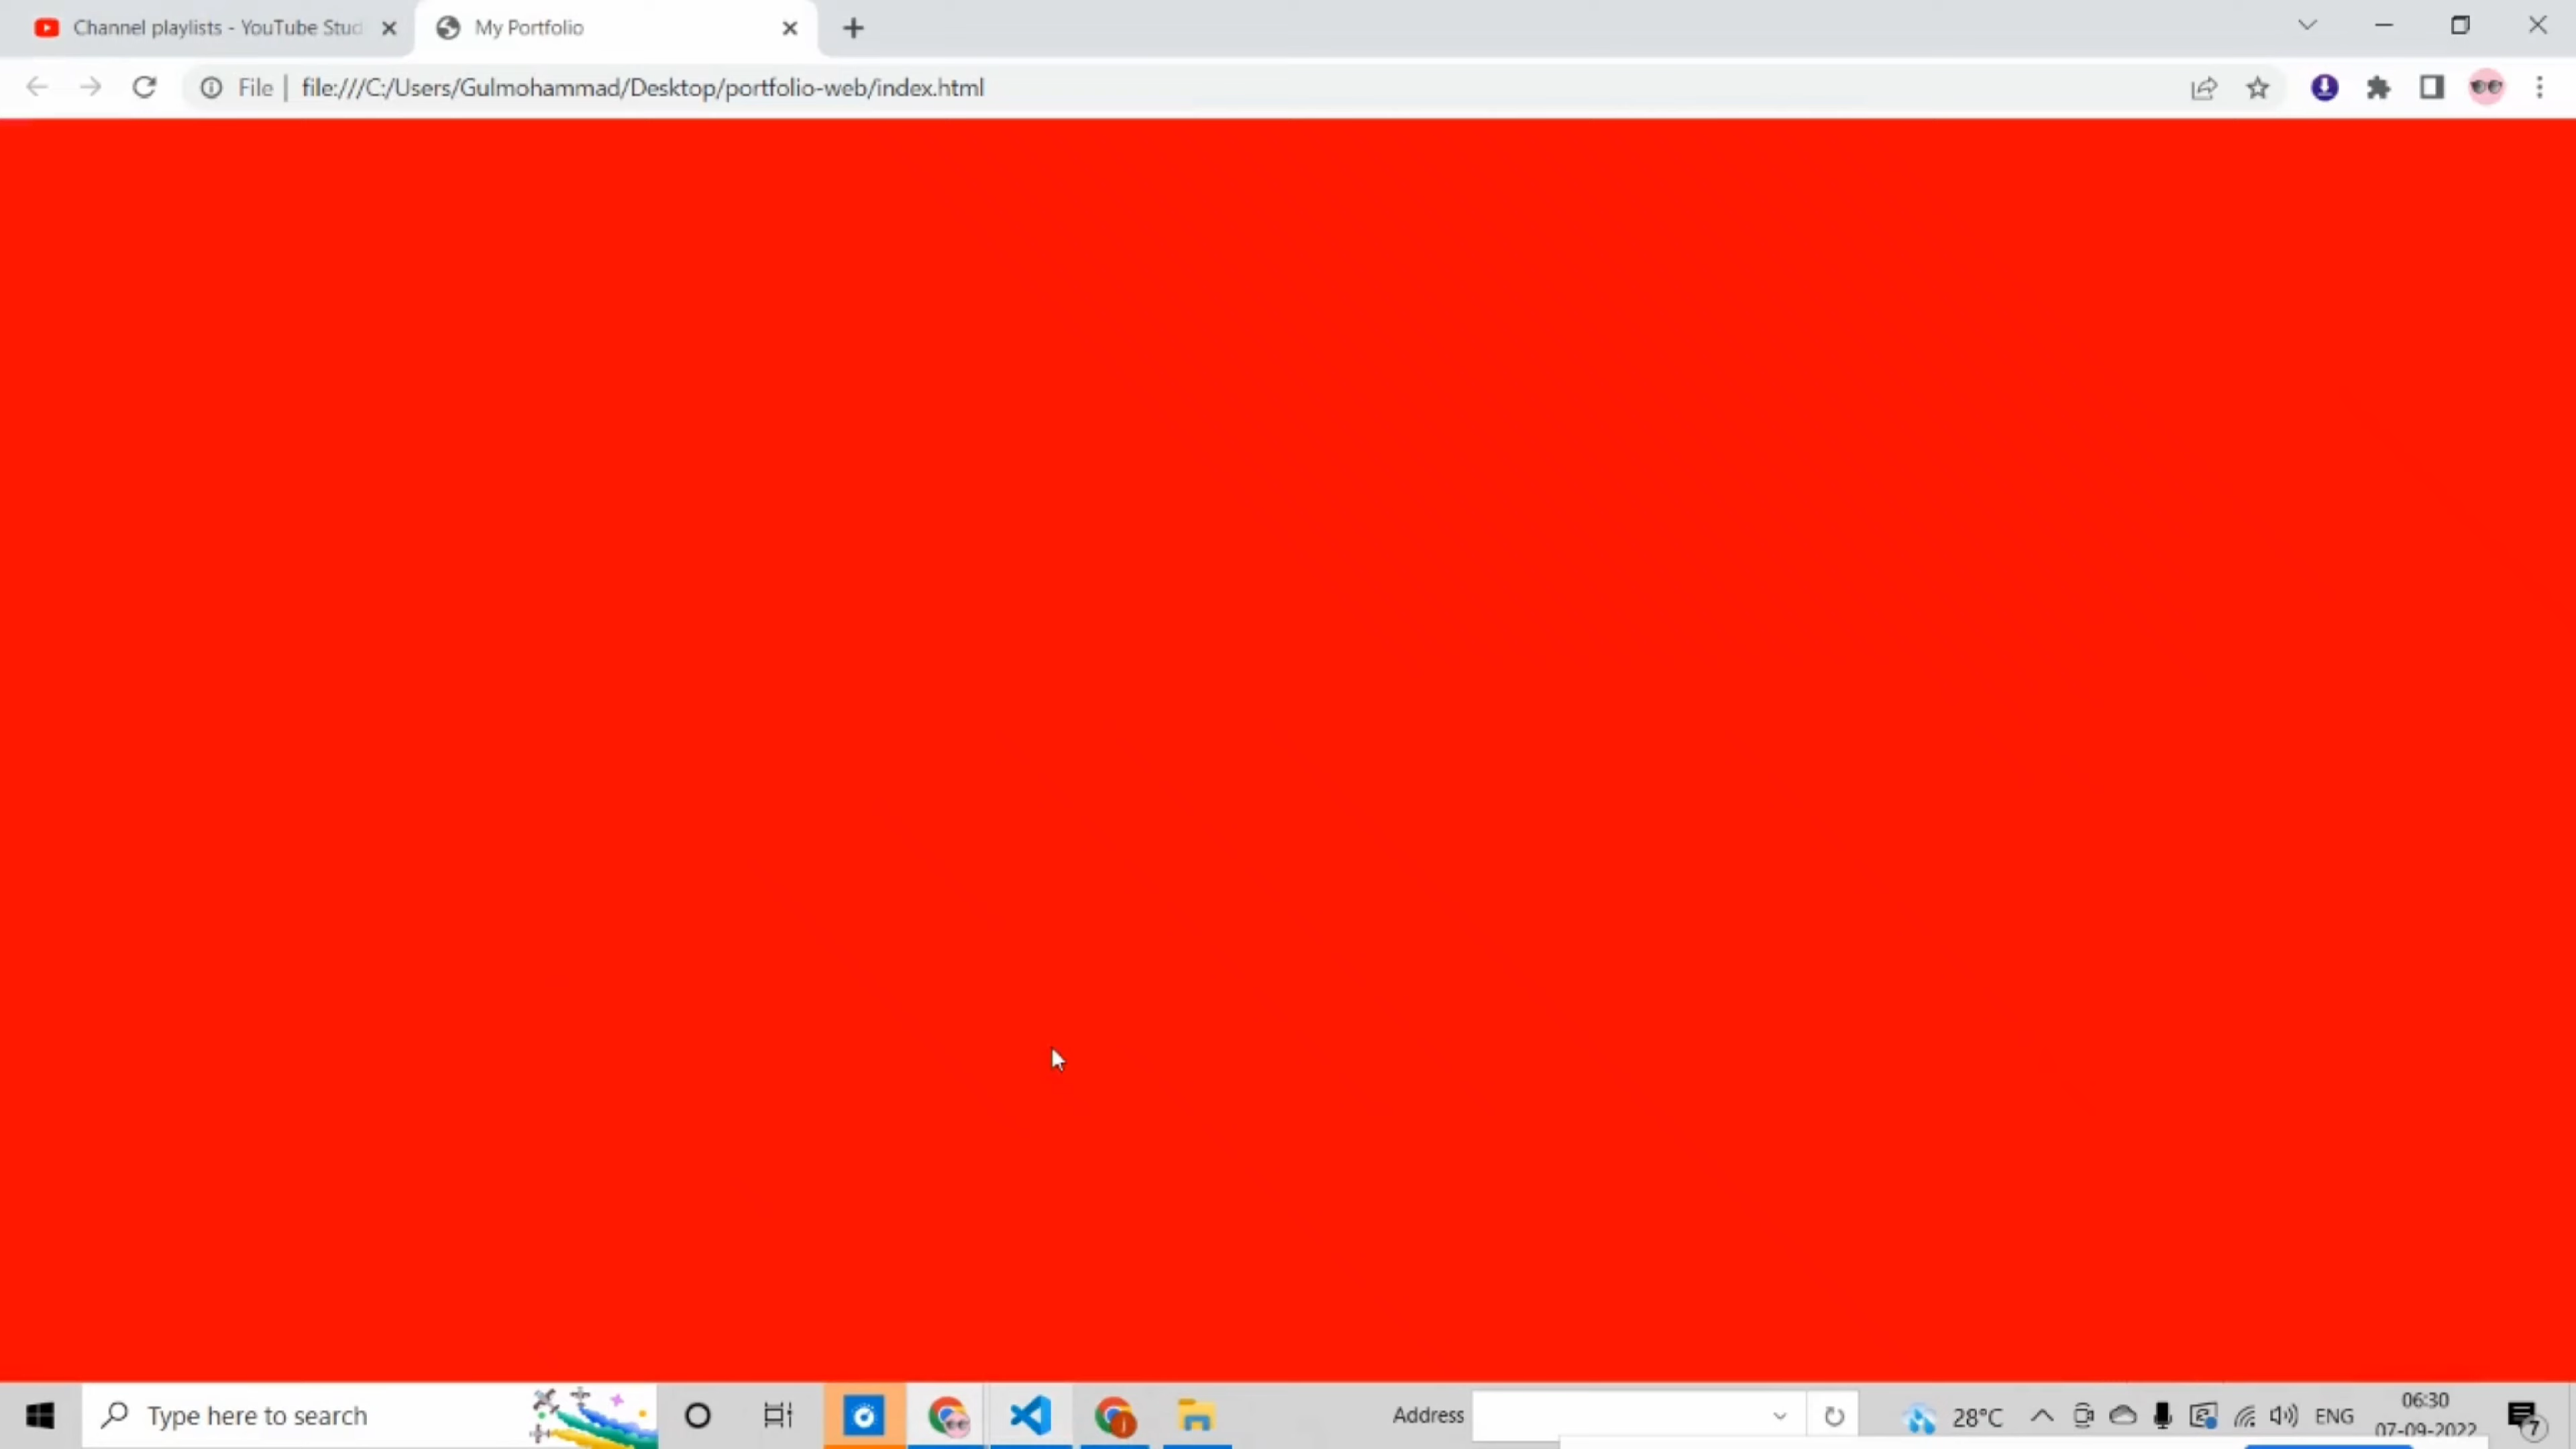 Channel playlists - YouTube Stud
My Portfolio
File
file:///C:/Users/Gulmohammad/Desktop/portfolio-web/index.html
Type here to search
Address
28°C
ENG
06:30
07-09-2022
7